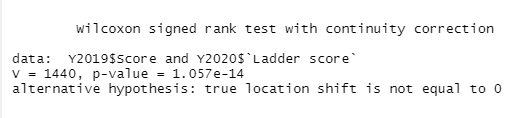 Wilcoxon signed rank test with continuity correction
data:  Y2019$Score and Y2020$`Ladder score`
V = 1440, p-value = 1.057e-14
alternative hypothesis: true location shift is not equal to 0